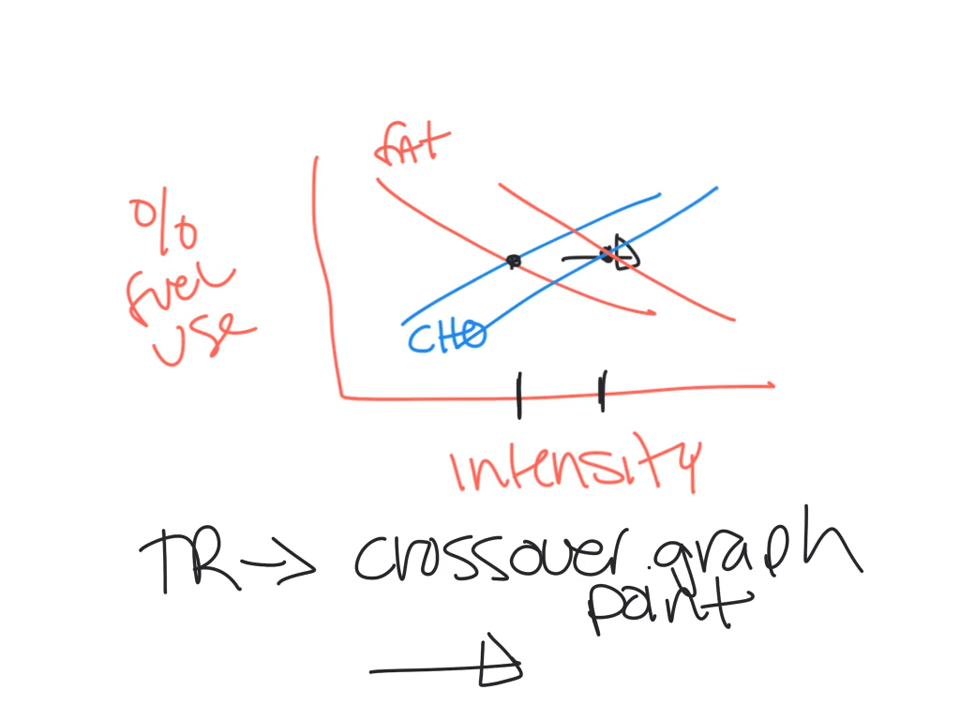 fAt
%
fuel
use
CHO
intensity
TR → crossover graph
point